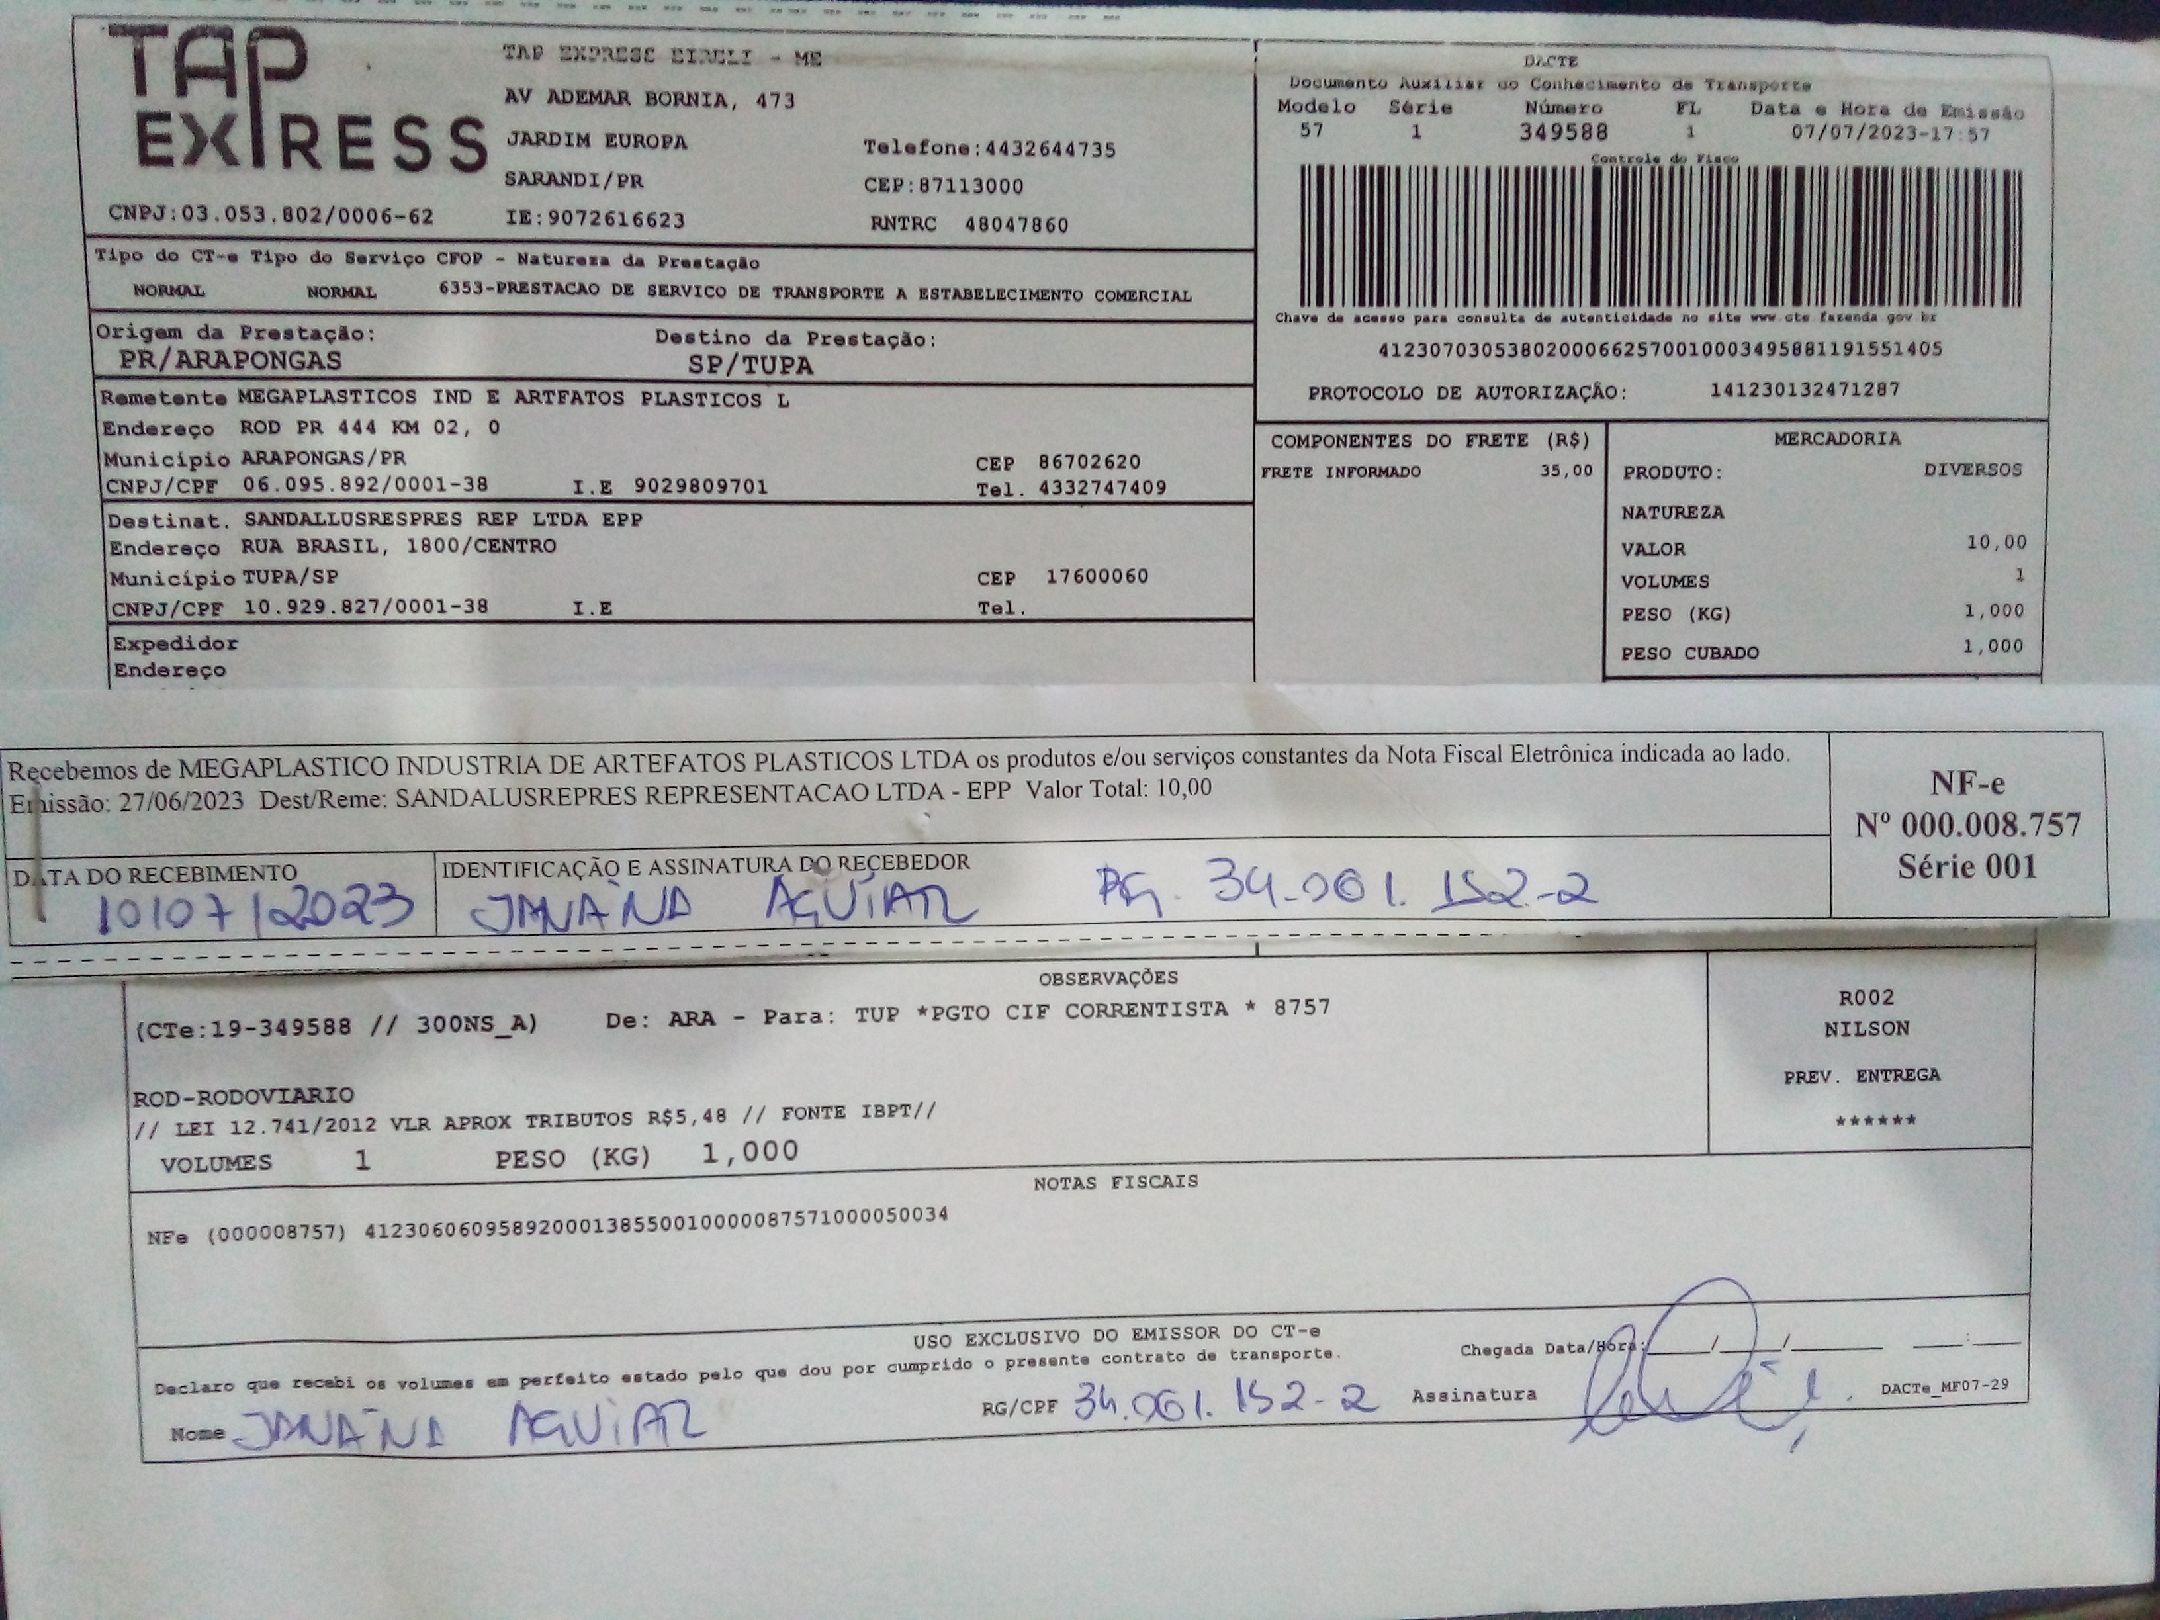 TAP EXPRESS
TAP EXPRESS EIRELI - ME
AV ADEMAR BORNIA, 473
JARDIM EUROPA Telefone:4432644735
SARANDI/PR CEP:87113000
CNPJ:03.053.802/0006-62 IE:9072616623 RNTRC 48047860
DACTE
Documento Auxiliar do Conhecimento de Transporte
Modelo Série Número FL Data e Hora de Emissão
57 1 349588 1 07/07/2023-17:57
Controle do Fisco
Chave de acesso para consulta de autenticidade no site www.cte.fazenda.gov.br
41230703053802000662570010003495881191551405
PROTOCOLO DE AUTORIZAÇÂO: 141230132471287
Tipo do CT-e Tipo do Serviço CFOP - Natureza da Prestação
NORMAL NORMAL 6353-PRESTACAO DE SERVICO DE TRANSPORTE A ESTABELECIMENTO COMERCIAL
Origem da Prestação: Destino da Prestação:
PR/ARAPONGAS SP/TUPA
Remetente MEGAPLASTICOS IND E ARTFATOS PLASTICOS L
Endereço ROD PR 444 KM 02, 0
Município ARAPONGAS/PR CEP 86702620
CNPJ/CPF 06.095.892/0001-38 I.E 9029809701 Tel. 4332747409
Destinat. SANDALLUSRESPRES REP LTDA EPP
Endereço RUA BRASIL, 1800/CENTRO
Município TUPA/SP CEP 17600060
CNPJ/CPF 10.929.827/0001-38 I.E Tel.
Expedidor
Endereço
COMPONENTES DO FRETE (R$)
FRETE INFORMADO 35,00
MERCADORIA
PRODUTO: DIVERSOS
NATUREZA
VALOR 10,00
VOLUMES 1
PESO (KG) 1,000
PESO CUBADO 1,000
Recebemos de MEGAPLASTICO INDUSTRIA DE ARTEFATOS PLASTICOS LTDA os produtos e/ou serviços constantes da Nota Fiscal Eletrônica indicada ao lado.
Emissão: 27/06/2023 Dest/Reme: SANDALUSREPRES REPRESENTACAO LTDA - EPP Valor Total: 10,00
NF-e
Nº 000.008.757
Série 001
DATA DO RECEBIMENTO IDENTIFICAÇÃO E ASSINATURA DO RECEBEDOR
10/07/2023 JANAÍNA AGUIAR RG. 34.001.152-2
OBSERVAÇÕES
(CTe:19-349588 // 300NS_A) De: ARA - Para: TUP *PGTO CIF CORRENTISTA * 8757
ROD-RODOVIARIO
// LEI 12.741/2012 VLR APROX TRIBUTOS R$5,48 // FONTE IBPT//
VOLUMES 1 PESO (KG) 1,000
R002
NILSON
PREV. ENTREGA
******
NOTAS FISCAIS
NFe (000008757) 41230606095892000138550010000087571000050034
USO EXCLUSIVO DO EMISSOR DO CT-e
Declaro que recebi os volumes em perfeito estado pelo que dou por cumprido o presente contrato de transporte. Chegada Data/Hora:____/____/______ ___:___
Nome JANAÍNA AGUIAR RG/CPF 34.001.152-2 Assinatura DACTe_MF07-29